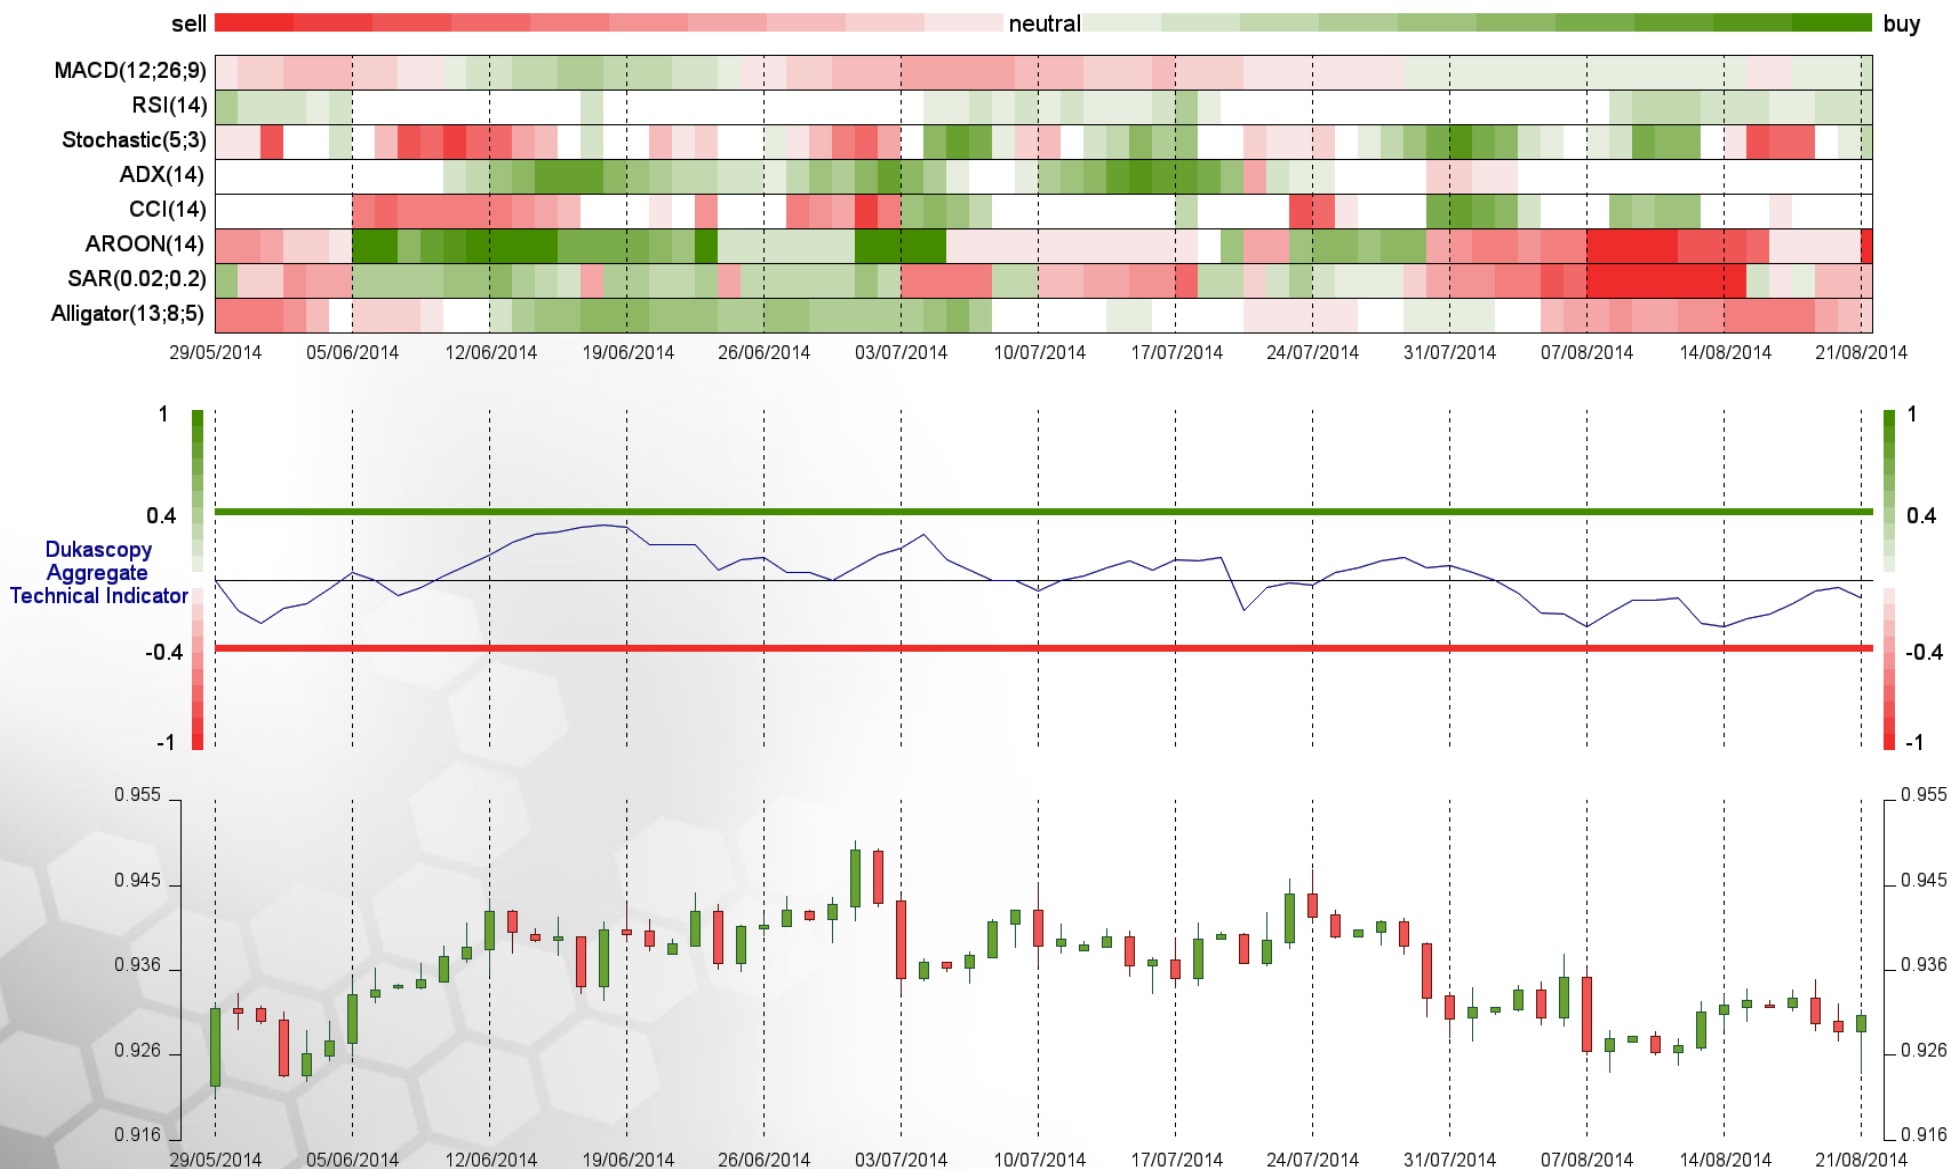 sell neutral buy
MACD(12;26;9)
RSI(14)
Stochastic(5;3)
ADX(14)
CCI(14)
AROON(14)
SAR(0.02;0.2)
Alligator(13;8;5)
29/05/2014 05/06/2014 12/06/2014 19/06/2014 26/06/2014 03/07/2014 10/07/2014 17/07/2014 24/07/2014 31/07/2014 07/08/2014 14/08/2014 21/08/2014
1 1
0.4 0.4
Dukascopy
Aggregate
Technical Indicator
-0.4 -0.4
-1 -1
0.955 0.955
0.945 0.945
0.936 0.936
0.926 0.926
0.916 0.916
29/05/2014 05/06/2014 12/06/2014 19/06/2014 26/06/2014 03/07/2014 10/07/2014 17/07/2014 24/07/2014 31/07/2014 07/08/2014 14/08/2014 21/08/2014